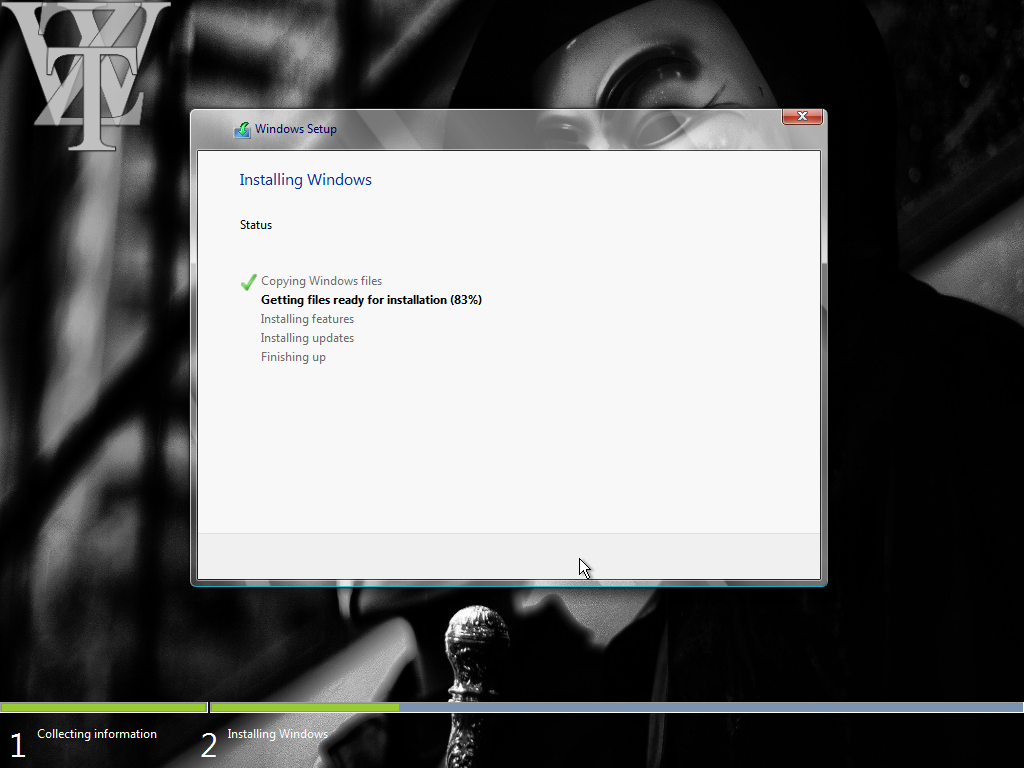 WZT
Windows Setup
Installing Windows
Status
Copying Windows files
Getting files ready for installation (83%)
Installing features
Installing updates
Finishing up
1 Collecting information
2 Installing Windows